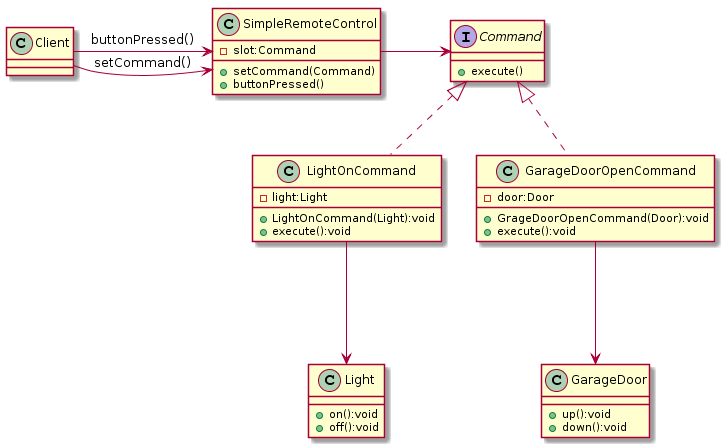 C Client
buttonPressed()
setCommand()
C SimpleRemoteControl
slot:Command
setCommand(Command)
buttonPressed()
I Command
execute()
C LightOnCommand
light:Light
LightOnCommand(Light):void
execute():void
C GarageDoorOpenCommand
door:Door
GrageDoorOpenCommand(Door):void
execute():void
C Light
on():void
off():void
C GarageDoor
up():void
down():void